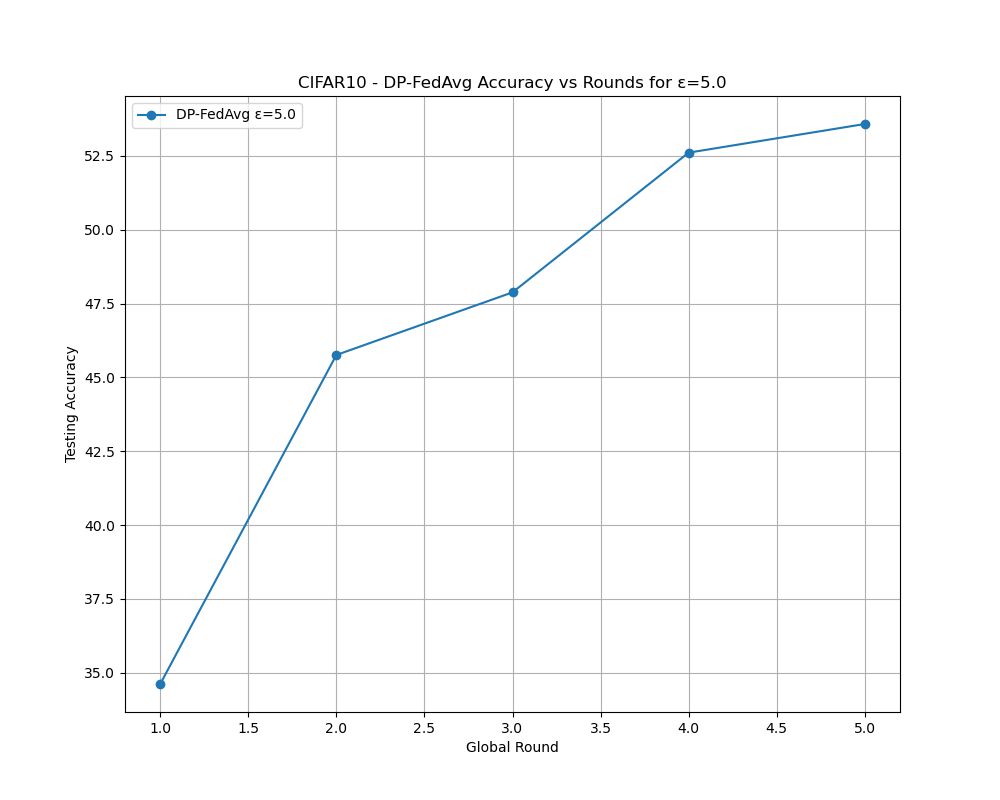 CIFAR10 - DP-FedAvg Accuracy vs Rounds for ε=5.0
DP-FedAvg ε=5.0
52.5
50.0
47.5
45.0
42.5
40.0
37.5
35.0
Testing Accuracy
1.0 1.5 2.0 2.5 3.0 3.5 4.0 4.5 5.0
Global Round